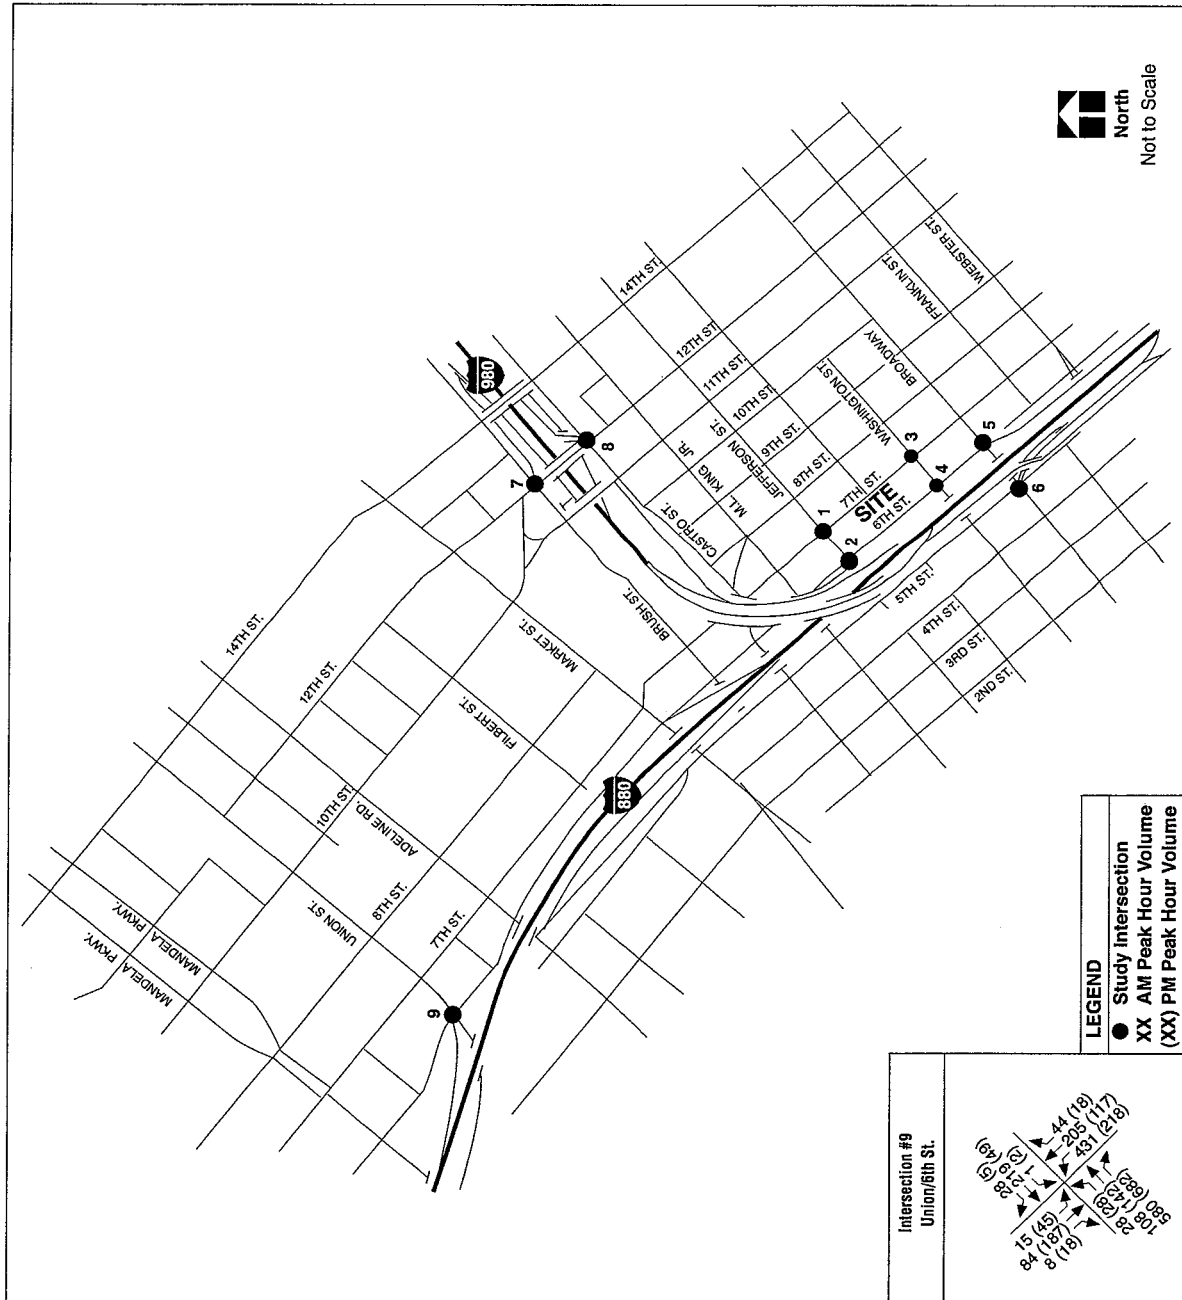 North
Not to Scale
980
880
14TH ST.
12TH ST.
11TH ST.
10TH ST.
9TH ST.
8TH ST.
7TH ST.
6TH ST.
SITE
WEBSTER ST.
FRANKLIN ST.
BROADWAY
WASHINGTON ST.
JEFFERSON ST.
M.L. KING JR.
CASTRO ST.
BRUSH ST.
MARKET ST.
FILBERT ST.
ADELINE RD.
UNION ST.
MANDELA PKWY.
MANDELA PKWY.
14TH ST.
12TH ST.
10TH ST.
8TH ST.
7TH ST.
5TH ST.
4TH ST.
3RD ST.
2ND ST.
1
2
3
4
5
6
7
8
9
LEGEND
Study Intersection
XX AM Peak Hour Volume
(XX) PM Peak Hour Volume
Intersection #9
Union/6th St.
28 (5)
219 (49)
1 (2)
44 (18)
205 (117)
431 (218)
15 (45)
84 (187)
8 (18)
28 (28)
108 (142)
580 (682)